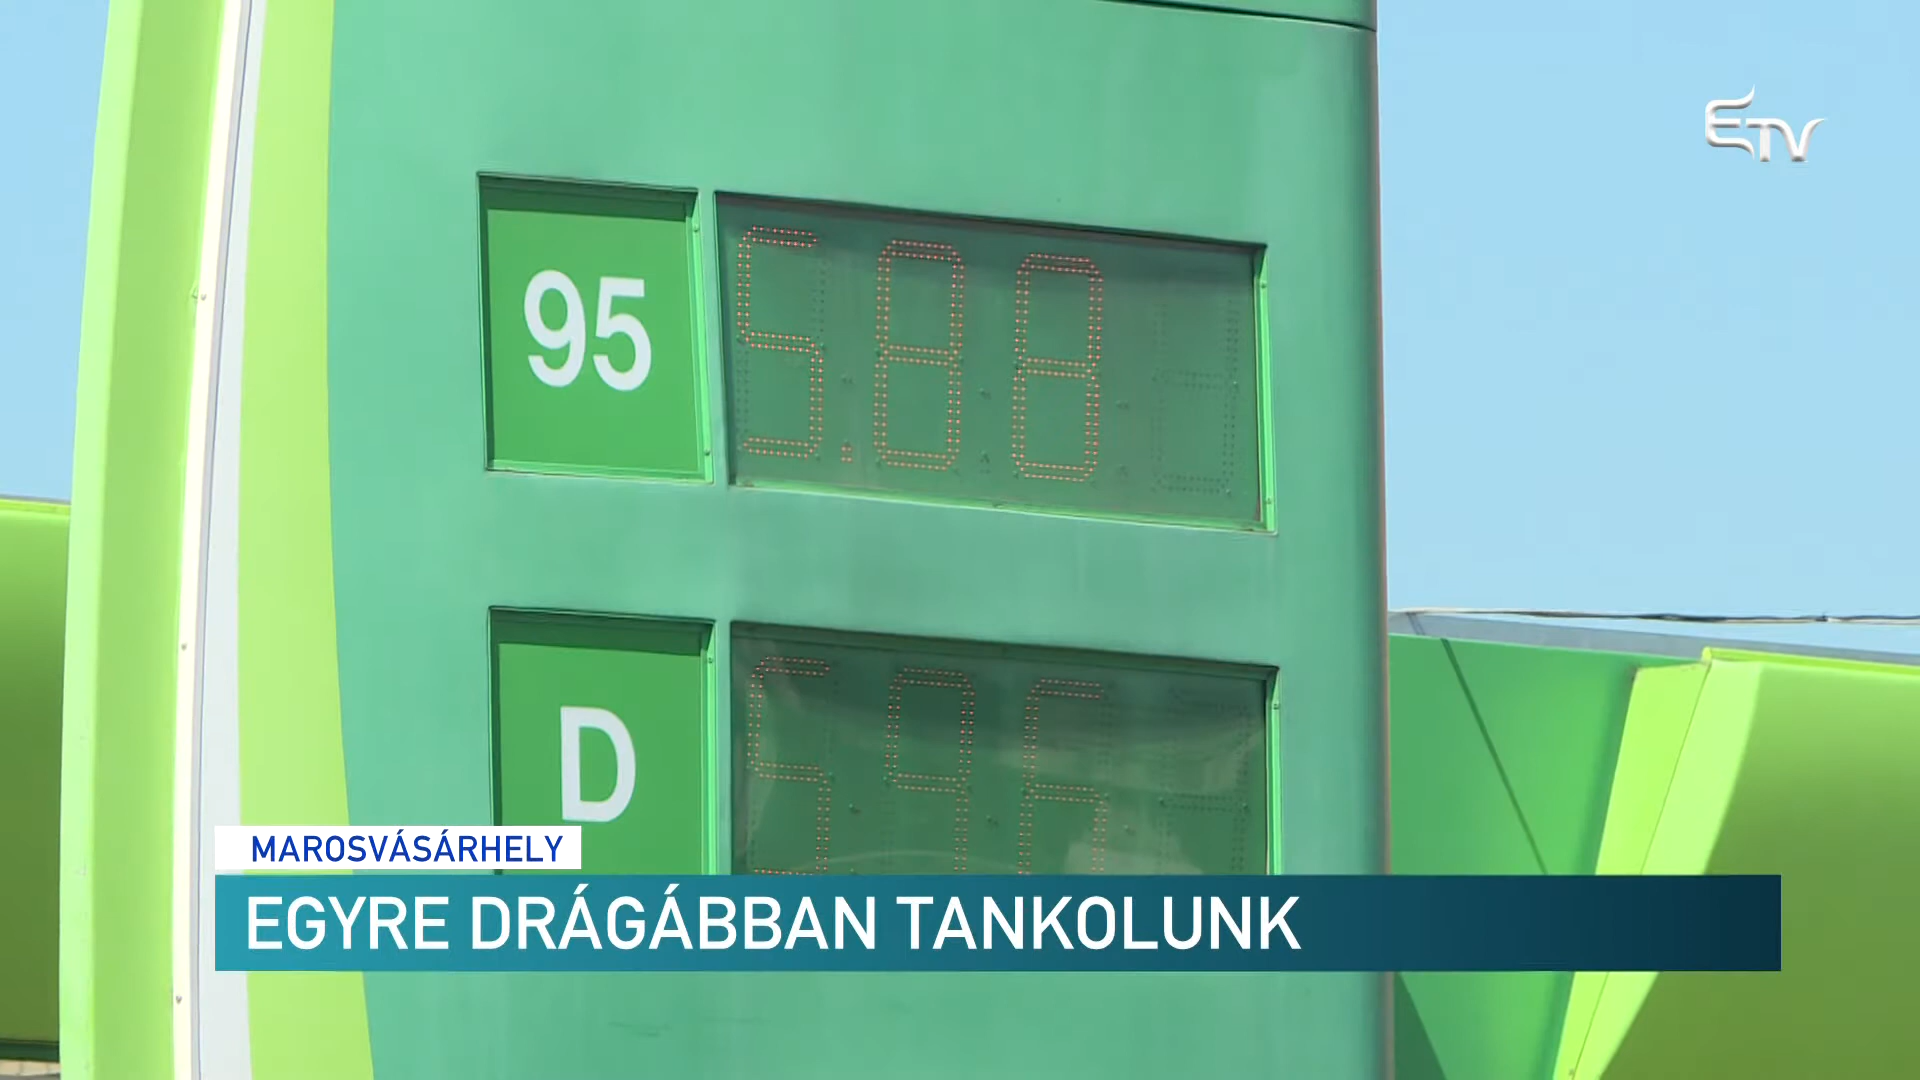 ETV
95
5.88
D
5.96
MAROSVÁSÁRHELY
EGYRE DRÁGÁBBAN TANKOLUNK